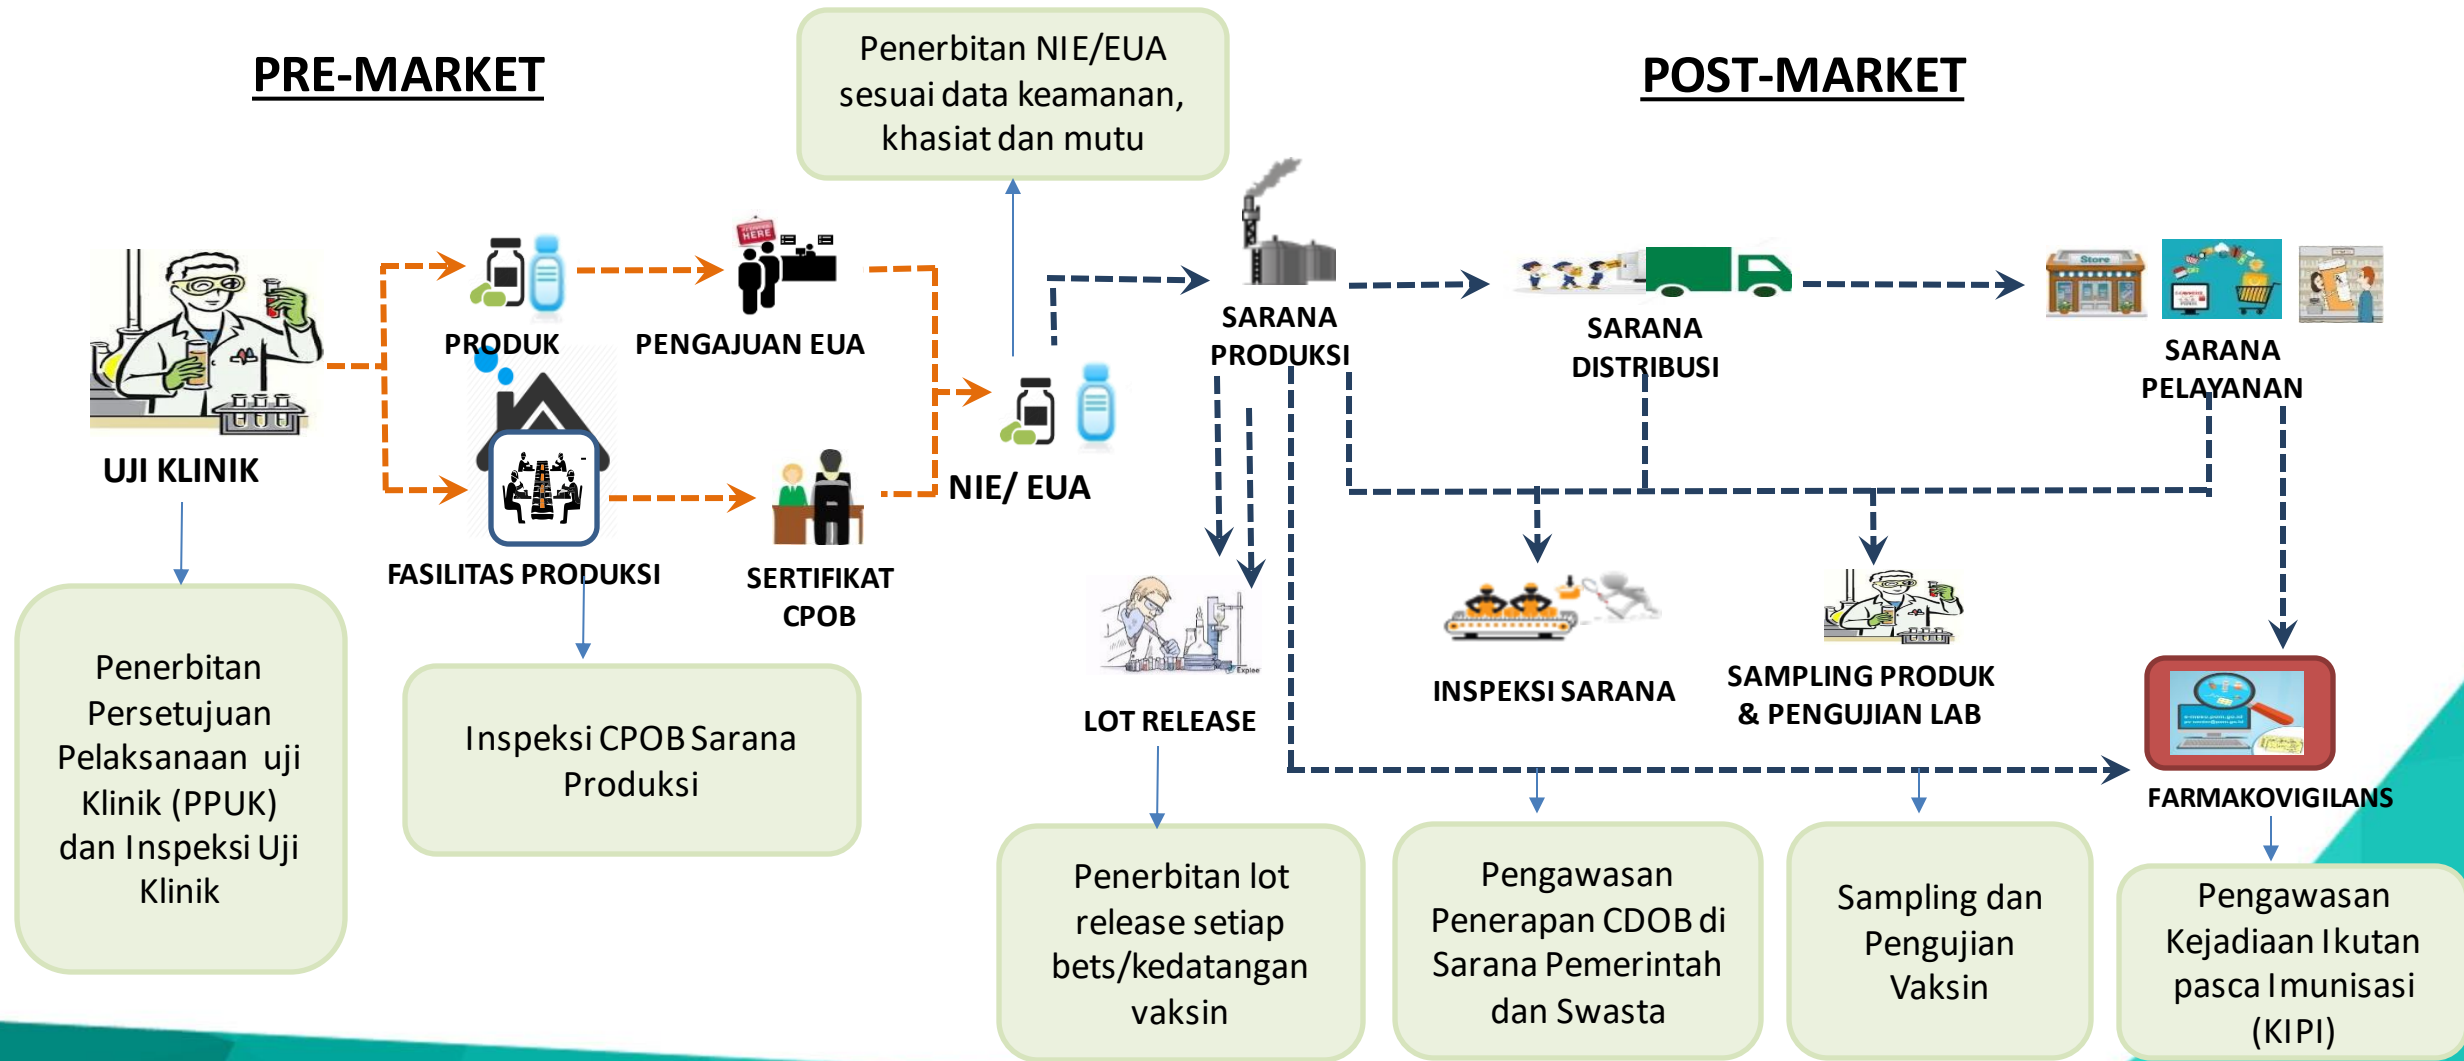 PRE-MARKET
Penerbitan NIE/EUA
sesuai data keamanan,
khasiat dan mutu
POST-MARKET
HERE
PRODUK
PENGAJUAN EUA
SARANA
PRODUKSI
SARANA
DISTRIBUSI
Store
SARANA
PELAYANAN
UJI KLINIK
NIE/ EUA
FASILITAS PRODUKSI
SERTIFIKAT
CPOB
Explee
LOT RELEASE
INSPEKSI SARANA
SAMPLING PRODUK
& PENGUJIAN LAB
FARMAKOVIGILANS
Penerbitan
Persetujuan
Pelaksanaan uji
Klinik (PPUK)
dan Inspeksi Uji
Klinik
Inspeksi CPOB Sarana
Produksi
Penerbitan lot
release setiap
bets/kedatangan
vaksin
Pengawasan
Penerapan CDOB di
Sarana Pemerintah
dan Swasta
Sampling dan
Pengujian
Vaksin
Pengawasan
Kejadiaan Ikutan
pasca Imunisasi
(KIPI)